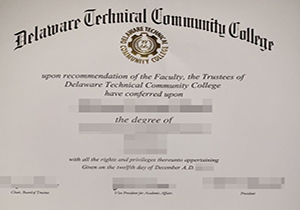 Delaware Technical Community College
DELAWARE TECHNICAL
COMMUNITY COLLEGE
upon recommendation of the Faculty, the Trustees of
Delaware Technical Community College
have conferred upon
the degree of
with all the rights and privileges thereunto appertaining
Given on the twelfth day of December A.D.
Chair, Board of Trustees
Vice President for Academic Affairs
President